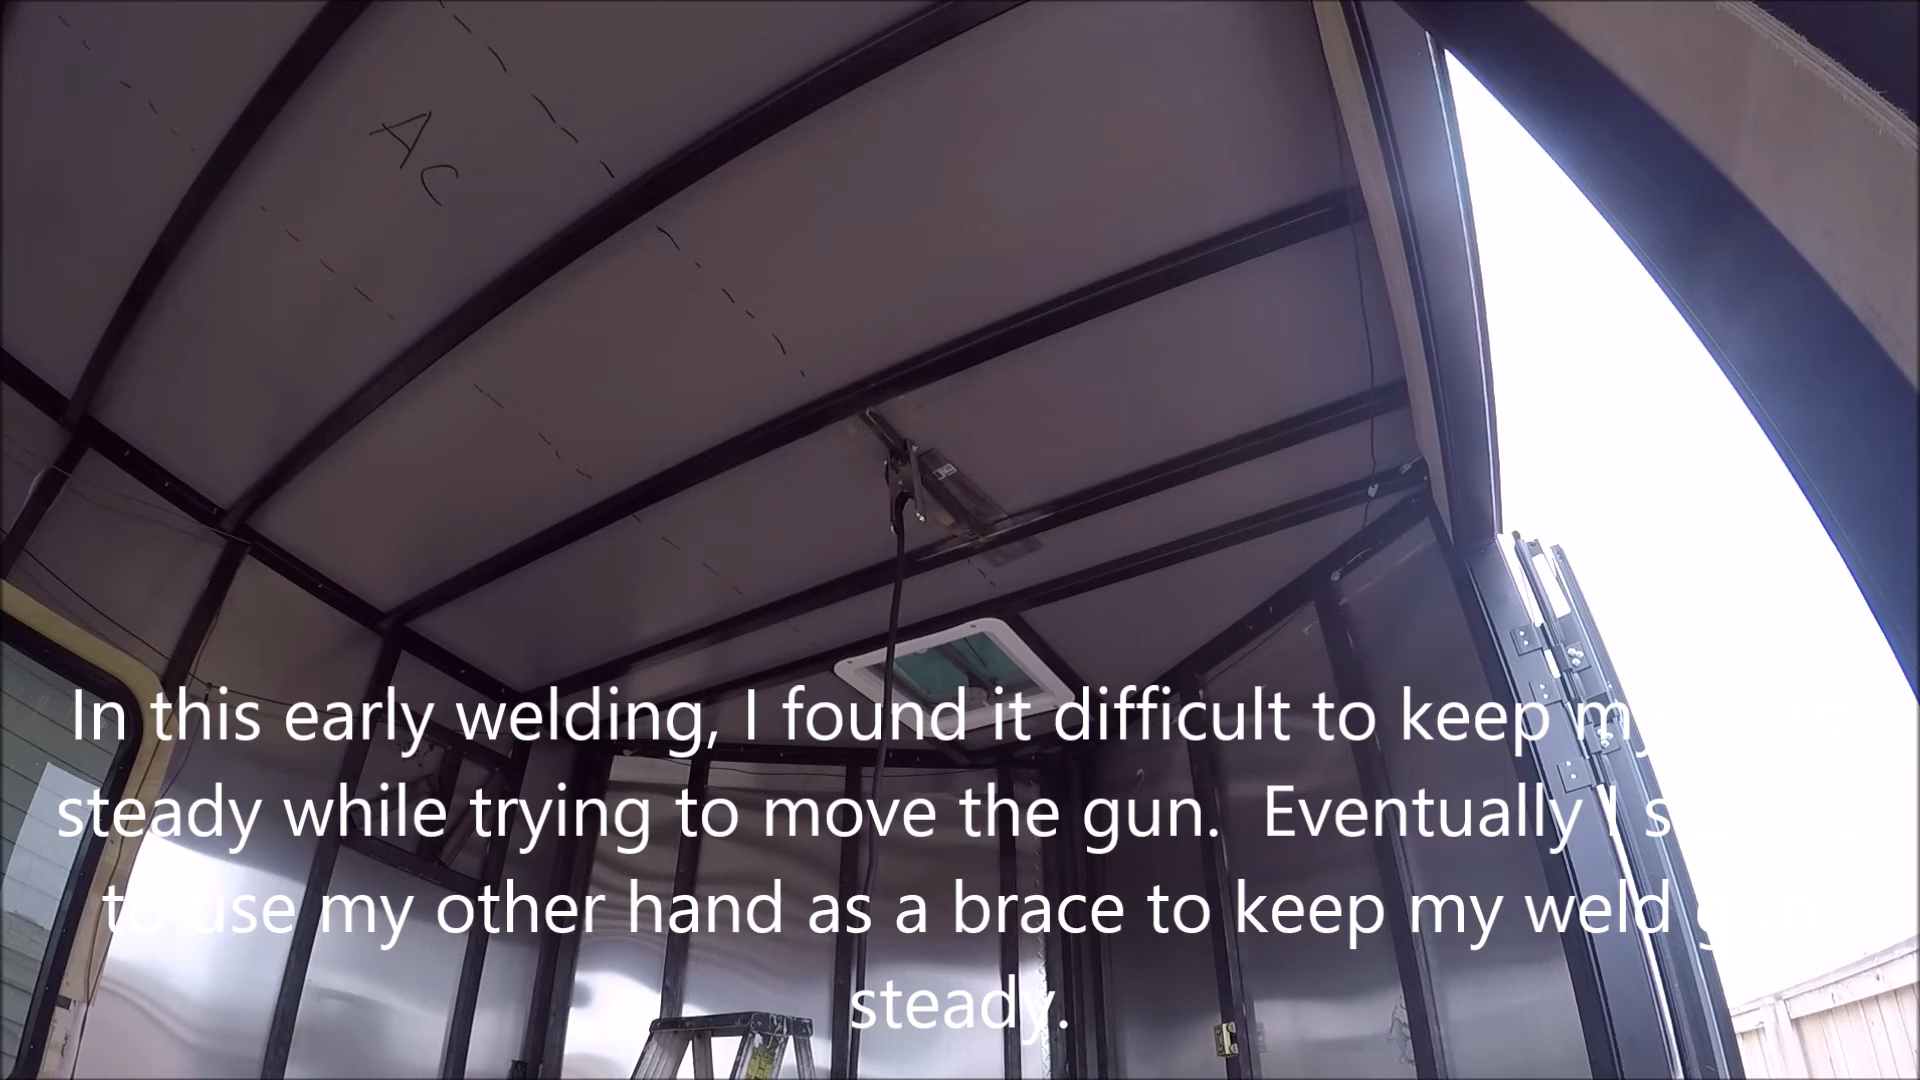 AC
In this early welding, I found it difficult to keep my
steady while trying to move the gun. Eventually I
to use my other hand as a brace to keep my weld
steady.